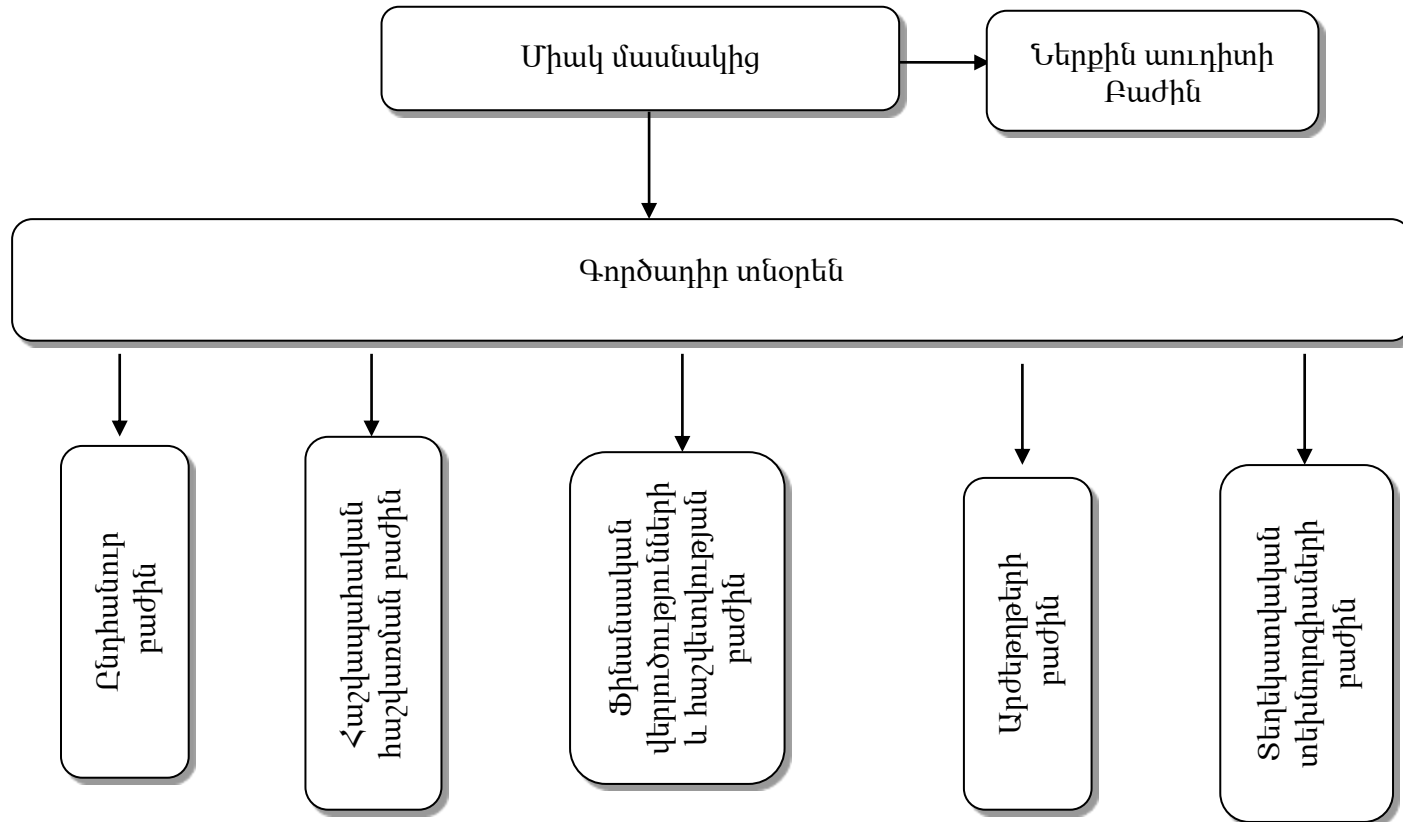 Միակ մասնակից
Ներքին աուդիտի
Բաժին
Գործադիր տնօրեն
Ընդհանուր
բաժին
Հաշվապահական
հաշվառման բաժին
Ֆինանսական
վերլուծությունների
և հաշվետվության
բաժին
Արժեթղթերի
բաժին
Տեղեկատվական
տեխնոլոգիաների
բաժին